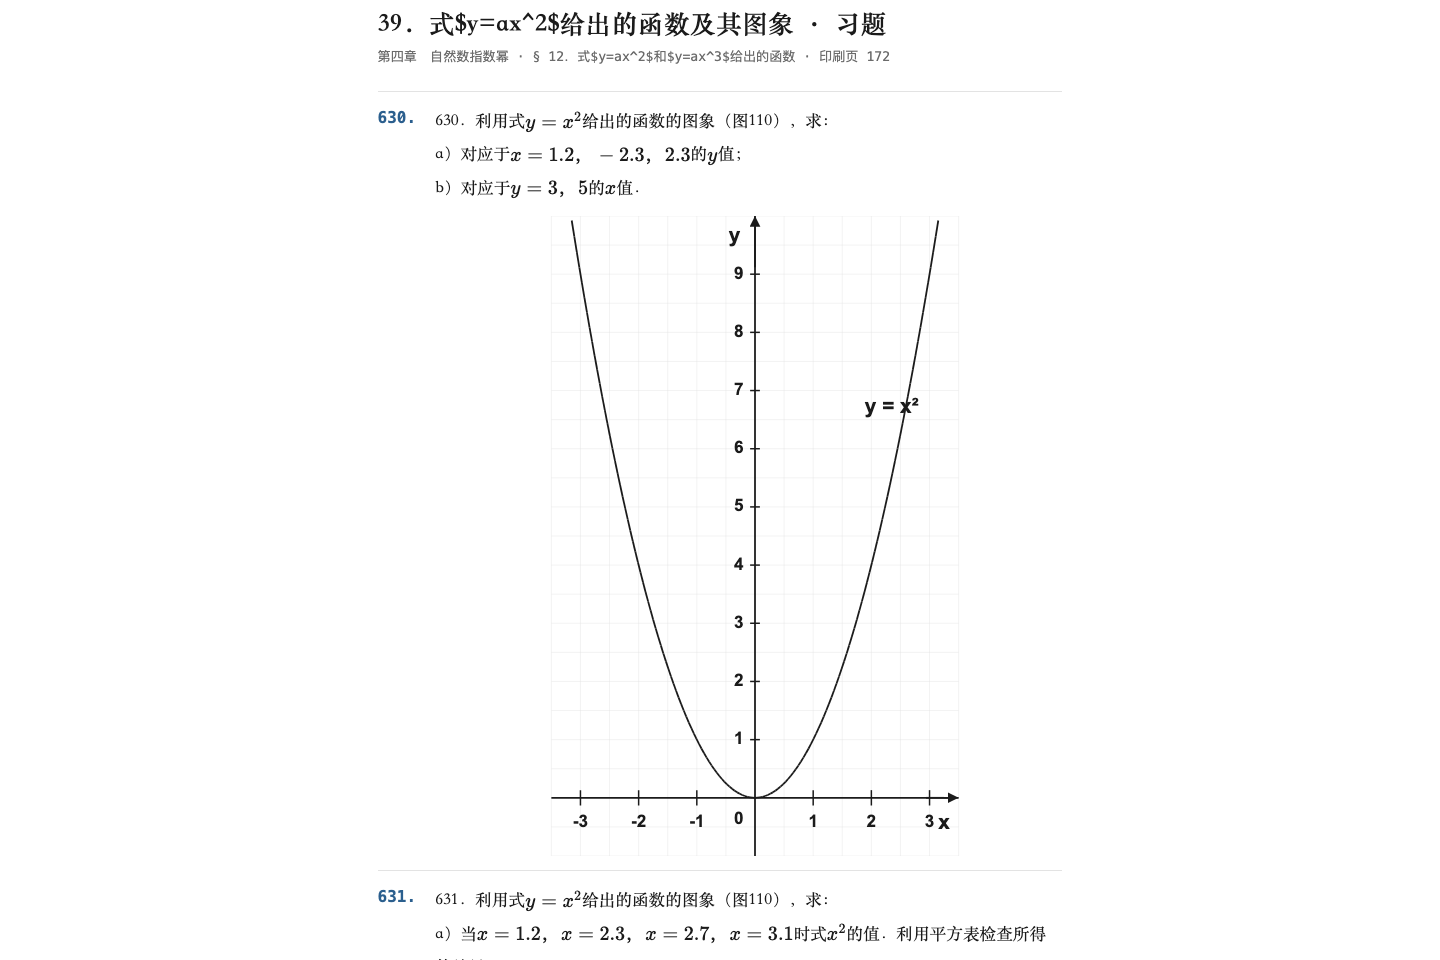 39. 式$y=ax^2$给出的函数及其图象 · 习题
第四章 自然数指数幂 · § 12. 式$y=ax^2$和$y=ax^3$给出的函数 · 印刷页 172
630. 630. 利用式y = x²给出的函数的图象（图110）, 求:
a) 对应于x = 1.2, −2.3, 2.3的y值;
b) 对应于y = 3, 5的x值.
y
9
8
7
y = x²
6
5
4
3
2
1
-3 -2 -1 0 1 2 3 x
631. 631. 利用式y = x²给出的函数的图象（图110）, 求:
a) 当x = 1.2, x = 2.3, x = 2.7, x = 3.1时式x²的值. 利用平方表检查所得